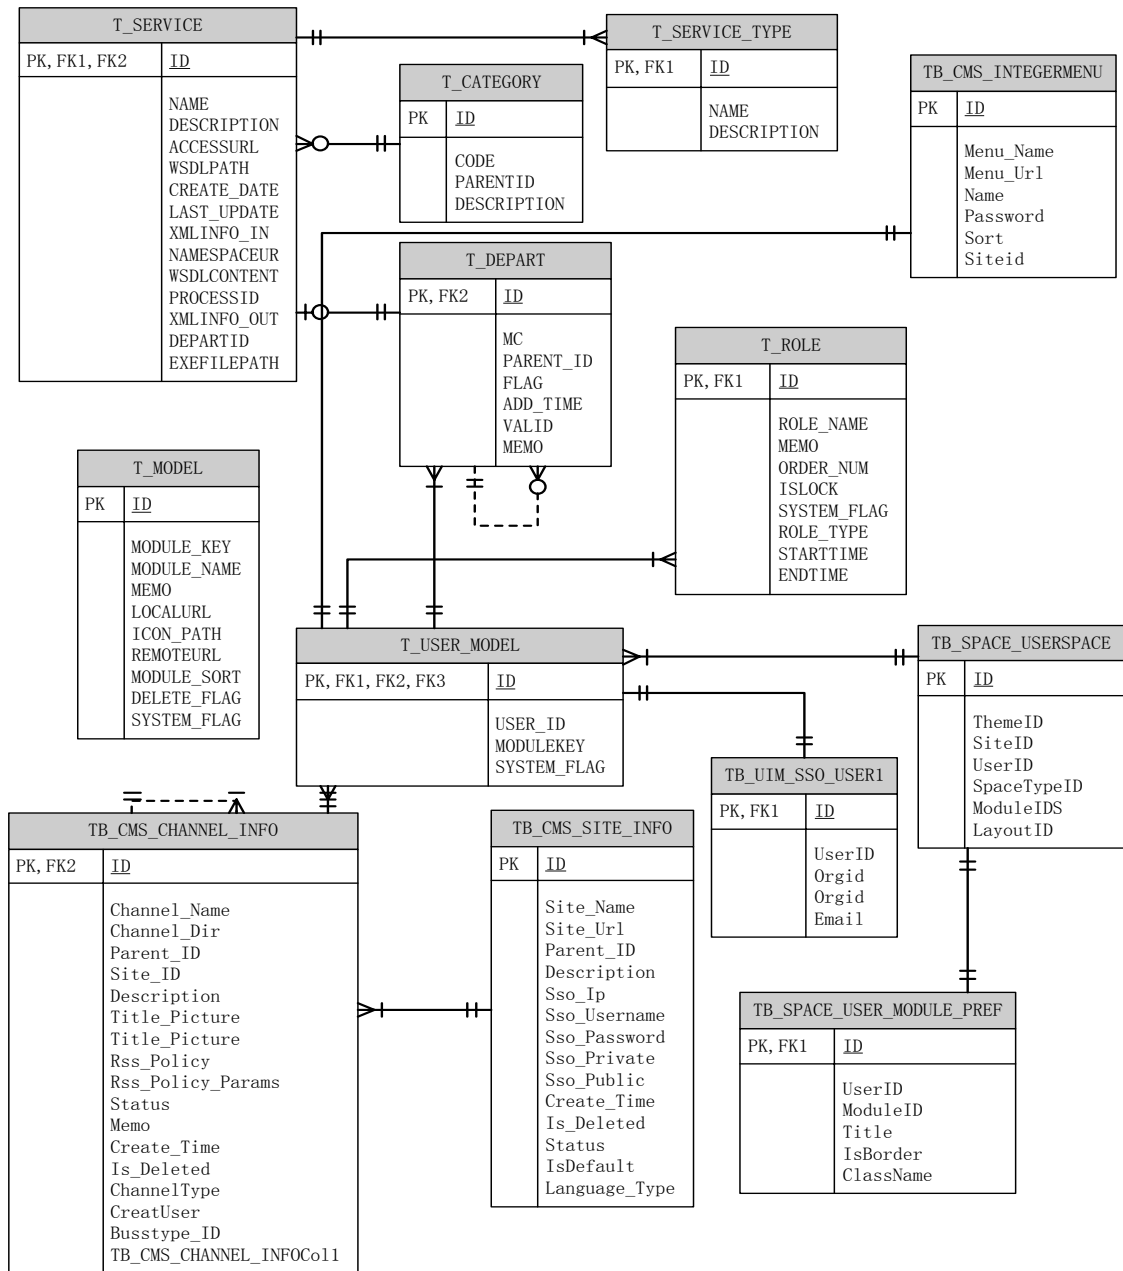 T_SERVICE
PK, FK1, FK2 ID
NAME
DESCRIPTION
ACCESSURL
WSDLPATH
CREATE_DATE
LAST_UPDATE
XMLINFO_IN
NAMESPACEUR
WSDLCONTENT
PROCESSID
XMLINFO_OUT
DEPARTID
EXEFILEPATH
T_SERVICE_TYPE
PK, FK1 ID
NAME
DESCRIPTION
T_CATEGORY
PK ID
CODE
PARENTID
DESCRIPTION
TB_CMS_INTEGERMENU
PK ID
Menu_Name
Menu_Url
Name
Password
Sort
Siteid
T_DEPART
PK, FK2 ID
MC
PARENT_ID
FLAG
ADD_TIME
VALID
MEMO
T_ROLE
PK, FK1 ID
ROLE_NAME
MEMO
ORDER_NUM
ISLOCK
SYSTEM_FLAG
ROLE_TYPE
STARTTIME
ENDTIME
T_MODEL
PK ID
MODULE_KEY
MODULE_NAME
MEMO
LOCALURL
ICON_PATH
REMOTEURL
MODULE_SORT
DELETE_FLAG
SYSTEM_FLAG
T_USER_MODEL
PK, FK1, FK2, FK3 ID
USER_ID
MODULEKEY
SYSTEM_FLAG
TB_SPACE_USERSPACE
PK ID
ThemeID
SiteID
UserID
SpaceTypeID
ModuleIDS
LayoutID
TB_UIM_SSO_USER1
PK, FK1 ID
UserID
Orgid
Orgid
Email
TB_CMS_CHANNEL_INFO
PK, FK2 ID
Channel_Name
Channel_Dir
Parent_ID
Site_ID
Description
Title_Picture
Title_Picture
Rss_Policy
Rss_Policy_Params
Status
Memo
Create_Time
Is_Deleted
ChannelType
CreatUser
Busstype_ID
TB_CMS_CHANNEL_INFOCol1
TB_CMS_SITE_INFO
PK ID
Site_Name
Site_Url
Parent_ID
Description
Sso_Ip
Sso_Username
Sso_Password
Sso_Private
Sso_Public
Create_Time
Is_Deleted
Status
IsDefault
Language_Type
TB_SPACE_USER_MODULE_PREF
PK, FK1 ID
UserID
ModuleID
Title
IsBorder
ClassName